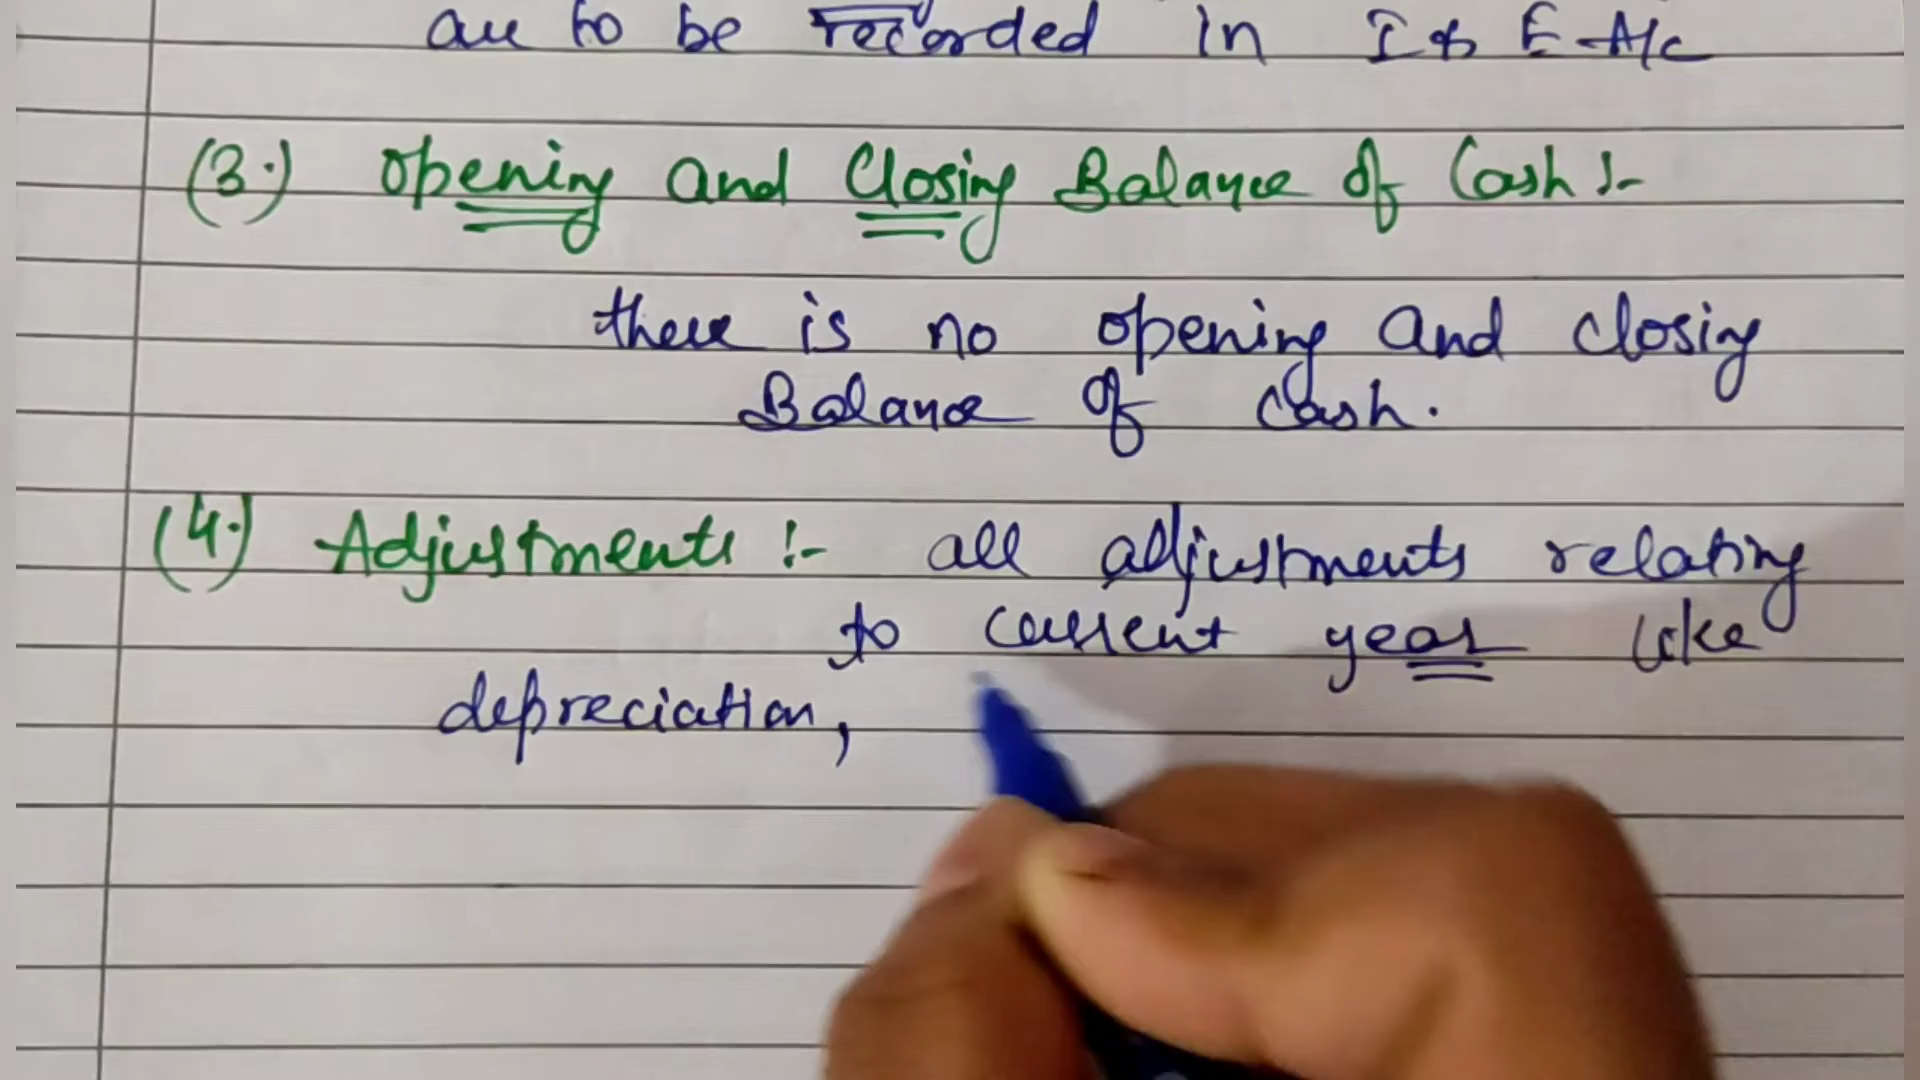 are to be recorded in I & E A/c
(3.) Opening and Closing Balance of Cash :-
there is no opening and closing
Balance of Cash.
(4.) Adjustments :- all adjustments relating
to current year like
depreciation,